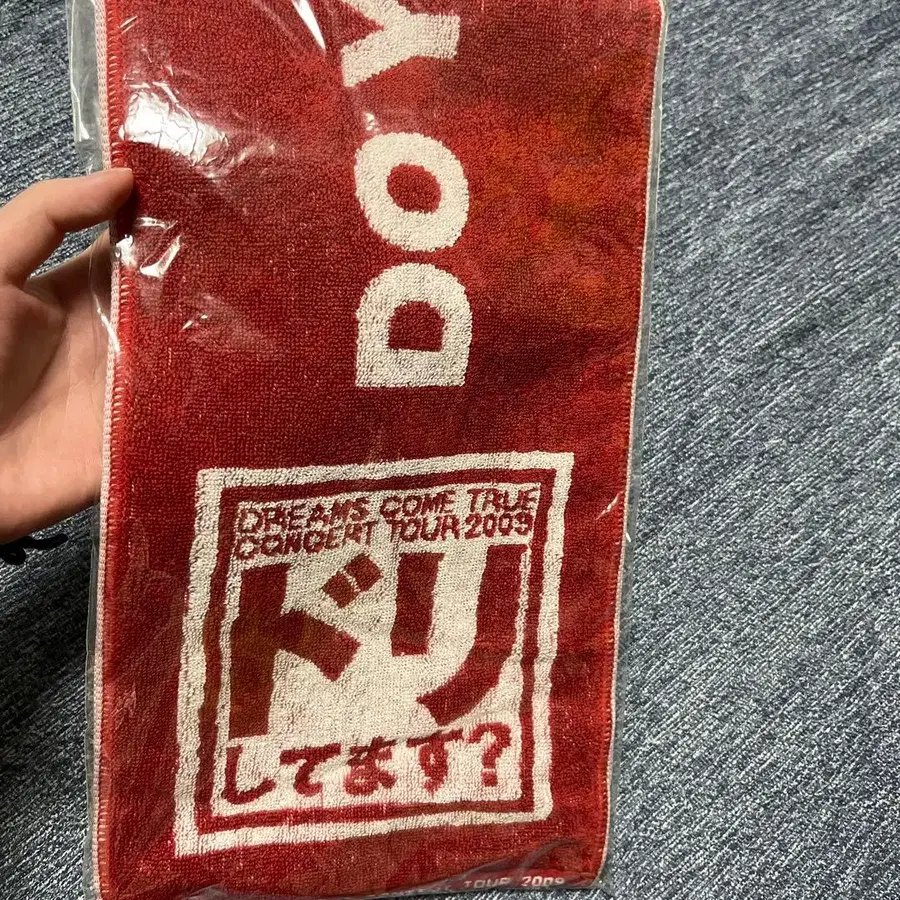 DOY
DREAMS COME TRUE
CONCERT TOUR 2009
ドリ
してます?
TOUR 2009